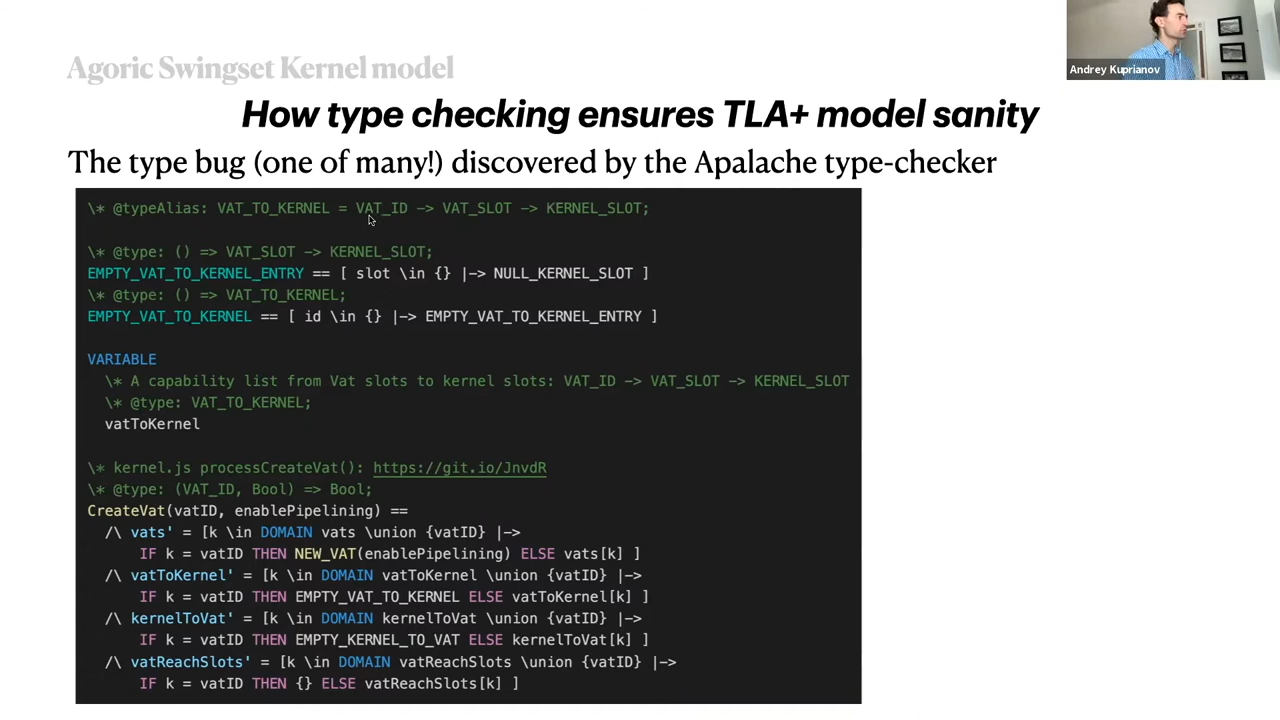 Agoric Swingset Kernel model
Andrey Kuprianov
How type checking ensures TLA+ model sanity
The type bug (one of many!) discovered by the Apalache type-checker
\* @typeAlias: VAT_TO_KERNEL = VAT_ID -> VAT_SLOT -> KERNEL_SLOT;
\* @type: () => VAT_SLOT -> KERNEL_SLOT;
EMPTY_VAT_TO_KERNEL_ENTRY == [ slot \in {} |-> NULL_KERNEL_SLOT ]
\* @type: () => VAT_TO_KERNEL;
EMPTY_VAT_TO_KERNEL == [ id \in {} |-> EMPTY_VAT_TO_KERNEL_ENTRY ]
VARIABLE
\* A capability list from Vat slots to kernel slots: VAT_ID -> VAT_SLOT -> KERNEL_SLOT
\* @type: VAT_TO_KERNEL;
vatToKernel
\* kernel.js processCreateVat(): https://git.io/JnvdR
\* @type: (VAT_ID, Bool) => Bool;
CreateVat(vatID, enablePipelining) ==
/\ vats' = [k \in DOMAIN vats \union {vatID} |->
IF k = vatID THEN NEW_VAT(enablePipelining) ELSE vats[k] ]
/\ vatToKernel' = [k \in DOMAIN vatToKernel \union {vatID} |->
IF k = vatID THEN EMPTY_VAT_TO_KERNEL ELSE vatToKernel[k] ]
/\ kernelToVat' = [k \in DOMAIN kernelToVat \union {vatID} |->
IF k = vatID THEN EMPTY_KERNEL_TO_VAT ELSE kernelToVat[k] ]
/\ vatReachSlots' = [k \in DOMAIN vatReachSlots \union {vatID} |->
IF k = vatID THEN {} ELSE vatReachSlots[k] ]